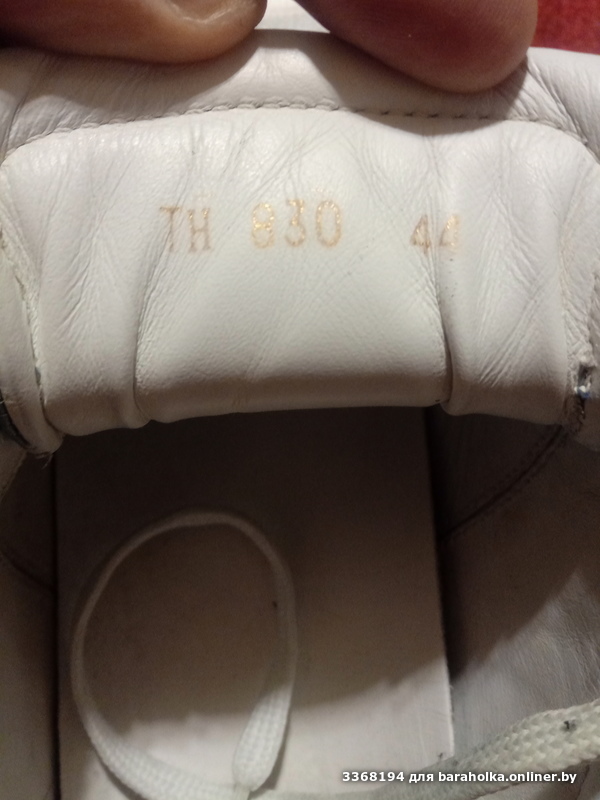 TH 830 44
3368194 для baraholka.onliner.by